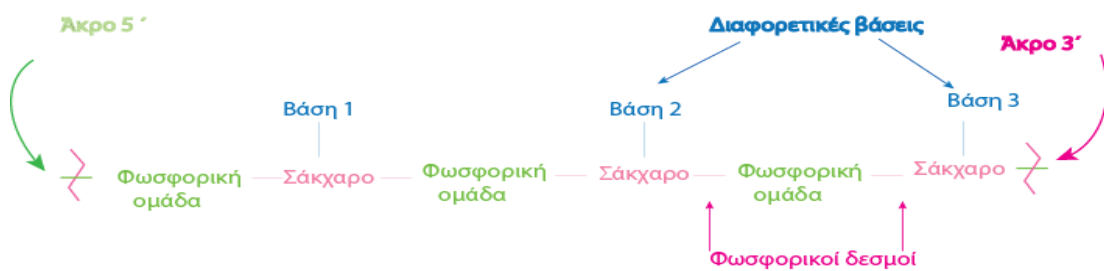 Άκρο 5 ΄
Διαφορετικές βάσεις
Άκρο 3΄
Βάση 1
Βάση 2
Βάση 3
Φωσφορική
ομάδα
Σάκχαρο
Φωσφορική
ομάδα
Σάκχαρο
Φωσφορική
ομάδα
Σάκχαρο
Φωσφορικοί δεσμοί